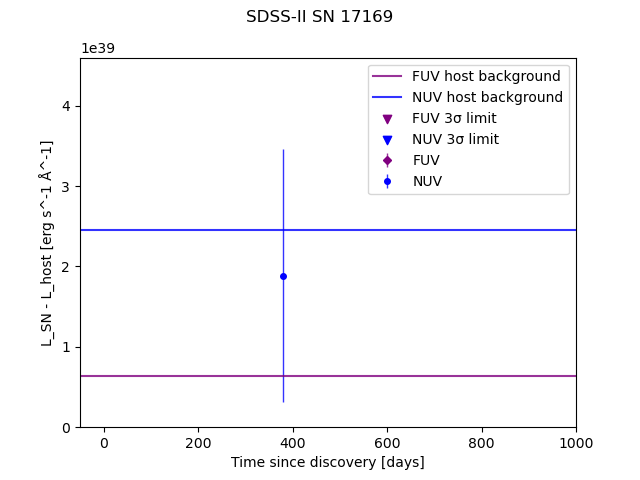 SDSS-II SN 17169
1e39
FUV host background
NUV host background
FUV 3σ limit
NUV 3σ limit
FUV
NUV
L_SN - L_host [erg s^-1 Å^-1]
4
3
2
1
0
0 200 400 600 800 1000
Time since discovery [days]